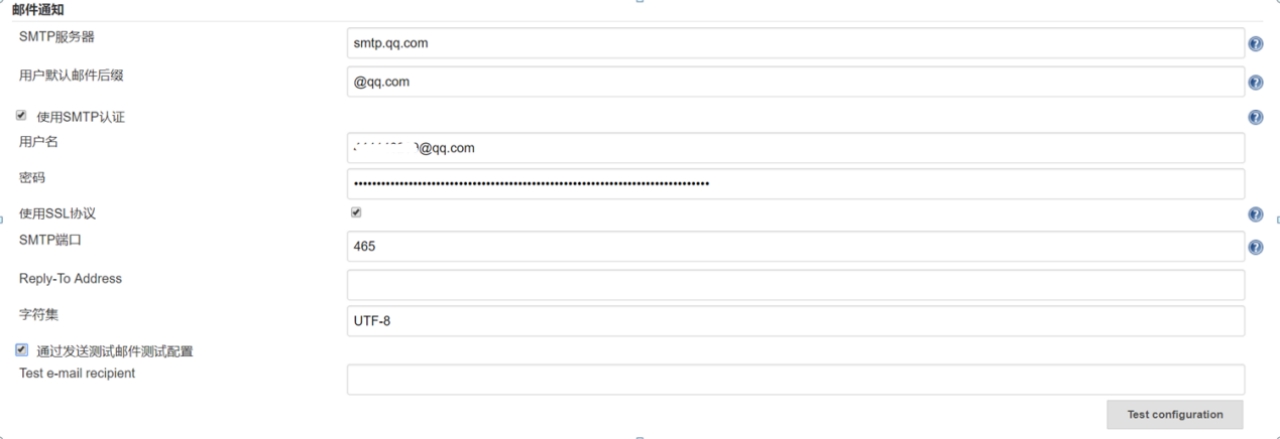 邮件通知
SMTP服务器
smtp.qq.com
用户默认邮件后缀
@qq.com
使用SMTP认证
用户名
@qq.com
密码
使用SSL协议
SMTP端口
465
Reply-To Address
字符集
UTF-8
通过发送测试邮件测试配置
Test e-mail recipient
Test configuration